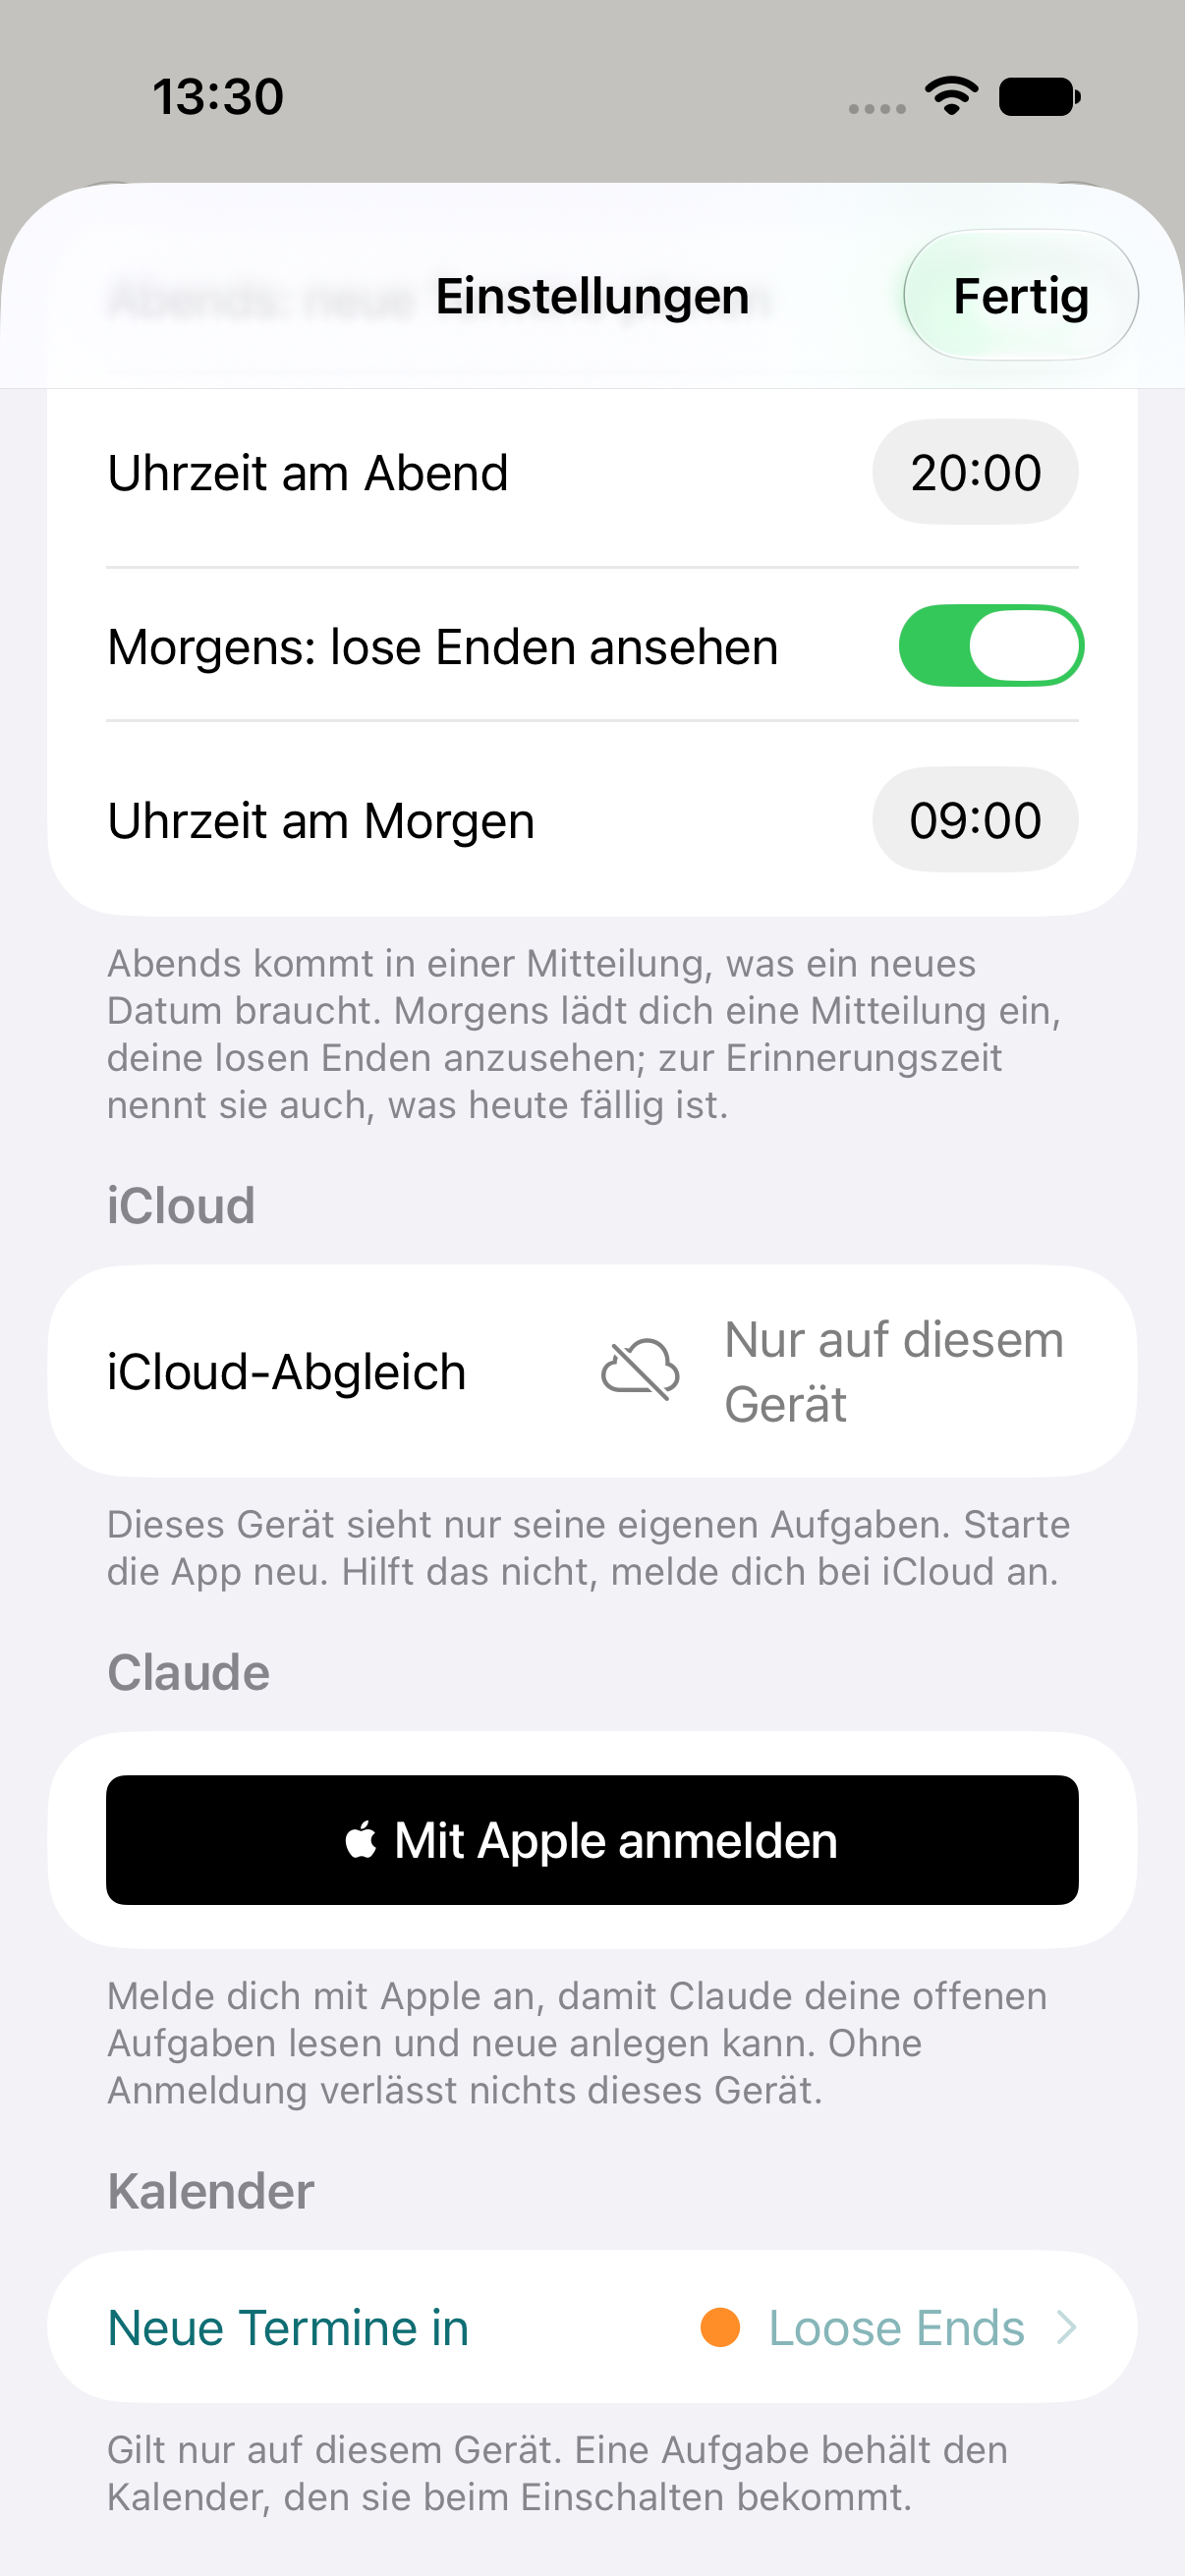 13:30
Einstellungen
Fertig
Abends: neue
Uhrzeit am Abend
20:00
Morgens: lose Enden ansehen
Uhrzeit am Morgen
09:00
Abends kommt in einer Mitteilung, was ein neues
Datum braucht. Morgens lädt dich eine Mitteilung ein,
deine losen Enden anzusehen; zur Erinnerungszeit
nennt sie auch, was heute fällig ist.
iCloud
iCloud-Abgleich
Nur auf diesem
Gerät
Dieses Gerät sieht nur seine eigenen Aufgaben. Starte
die App neu. Hilft das nicht, melde dich bei iCloud an.
Claude
Mit Apple anmelden
Melde dich mit Apple an, damit Claude deine offenen
Aufgaben lesen und neue anlegen kann. Ohne
Anmeldung verlässt nichts dieses Gerät.
Kalender
Neue Termine in
Loose Ends
Gilt nur auf diesem Gerät. Eine Aufgabe behält den
Kalender, den sie beim Einschalten bekommt.